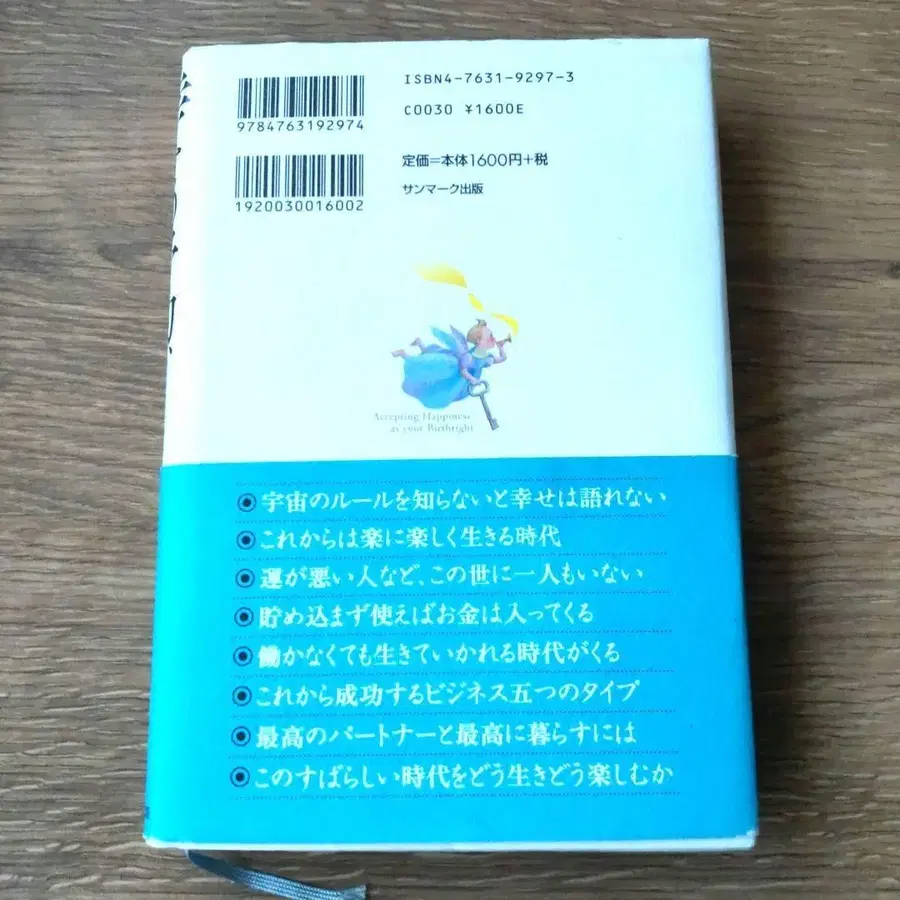 ISBN4-7631-9297-3
C0030 ¥1600E
9784763192974
定価=本体1600円+税
サンマーク出版
1920030016002
Accepting Happiness
as your Birthright
宇宙のルールを知らないと幸せは語れない
これからは楽に楽しく生きる時代
運が悪い人など、この世に一人もいない
貯め込まず使えばお金は入ってくる
働かなくても生きていかれる時代がくる
これから成功するビジネス五つのタイプ
最高のパートナーと最高に暮らすには
このすばらしい時代をどう生きどう楽しむか